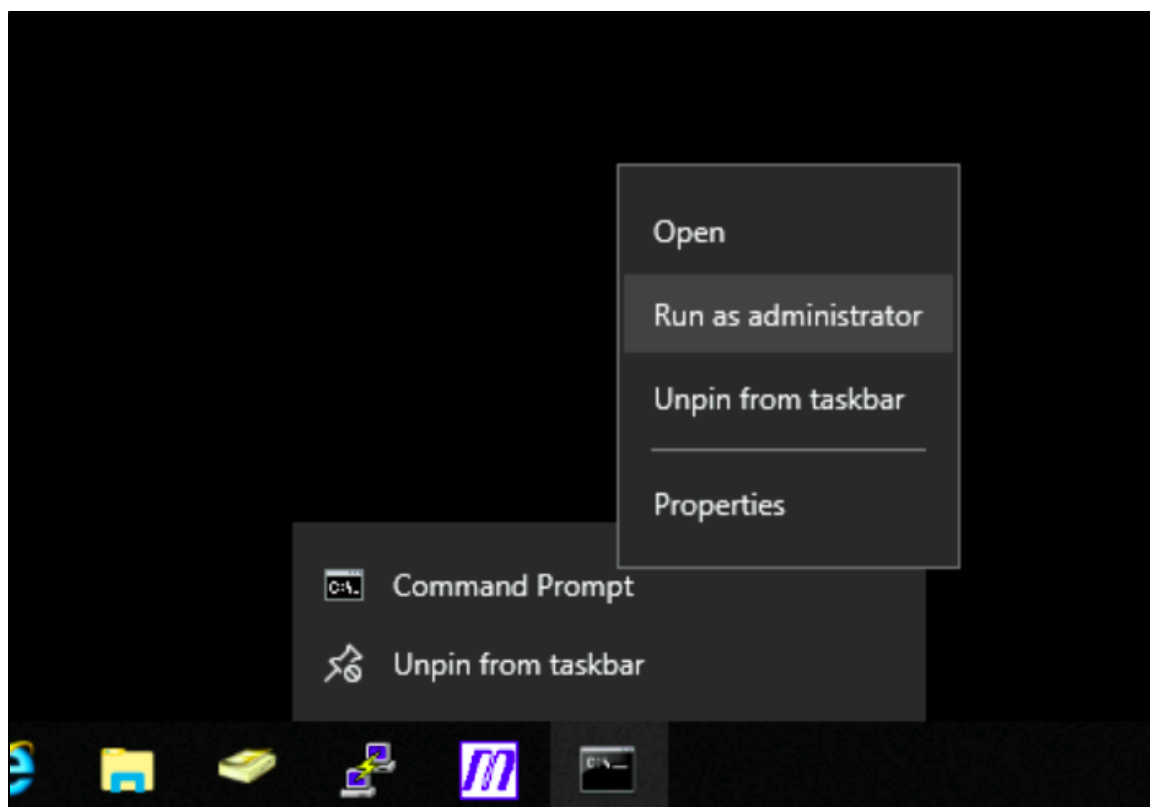 Open
Run as administrator
Unpin from taskbar
Properties
Command Prompt
Unpin from taskbar